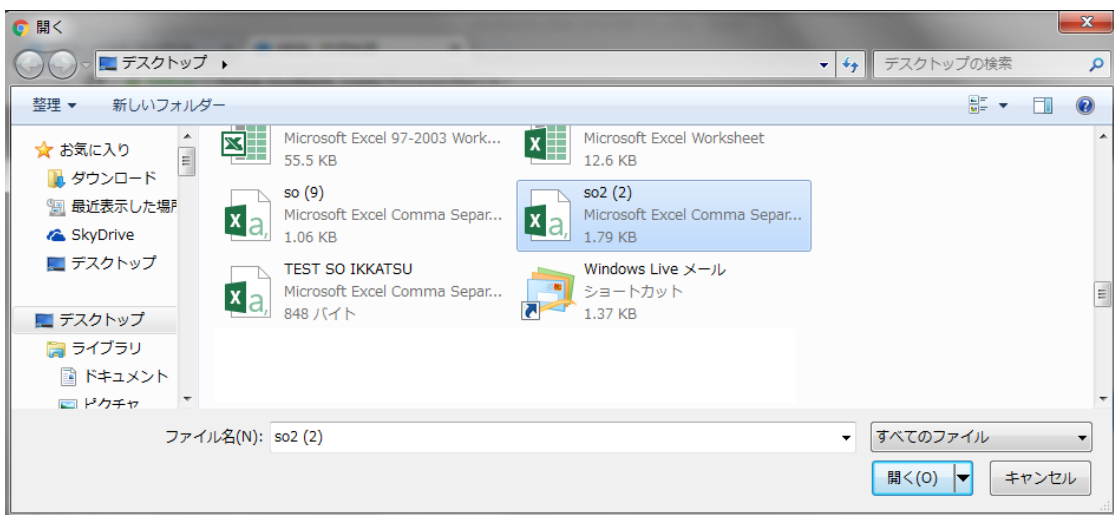 開く
デスクトップ
デスクトップの検索
整理
新しいフォルダー
お気に入り
ダウンロード
最近表示した場所
SkyDrive
デスクトップ
デスクトップ
ライブラリ
ドキュメント
ピクチャ
Microsoft Excel 97-2003 Work...
55.5 KB
Microsoft Excel Worksheet
12.6 KB
so (9)
Microsoft Excel Comma Separ...
1.06 KB
so2 (2)
Microsoft Excel Comma Separ...
1.79 KB
TEST SO IKKATSU
Microsoft Excel Comma Separ...
848 バイト
Windows Live メール
ショートカット
1.37 KB
ファイル名(N): so2 (2)
すべてのファイル
開く(O)
キャンセル